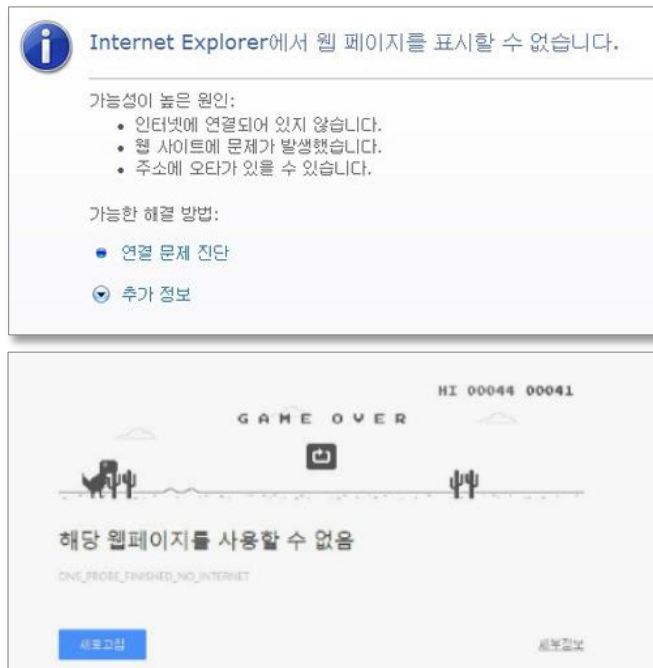 Internet Explorer에서 웹 페이지를 표시할 수 없습니다.
가능성이 높은 원인:
• 인터넷에 연결되어 있지 않습니다.
• 웹 사이트에 문제가 발생했습니다.
• 주소에 오타가 있을 수 있습니다.
가능한 해결 방법:
연결 문제 진단
추가 정보
HI 00044 00041
GAME OVER
해당 웹페이지를 사용할 수 없음
DNS_PROBE_FINISHED_NO_INTERNET
새로고침
세부정보